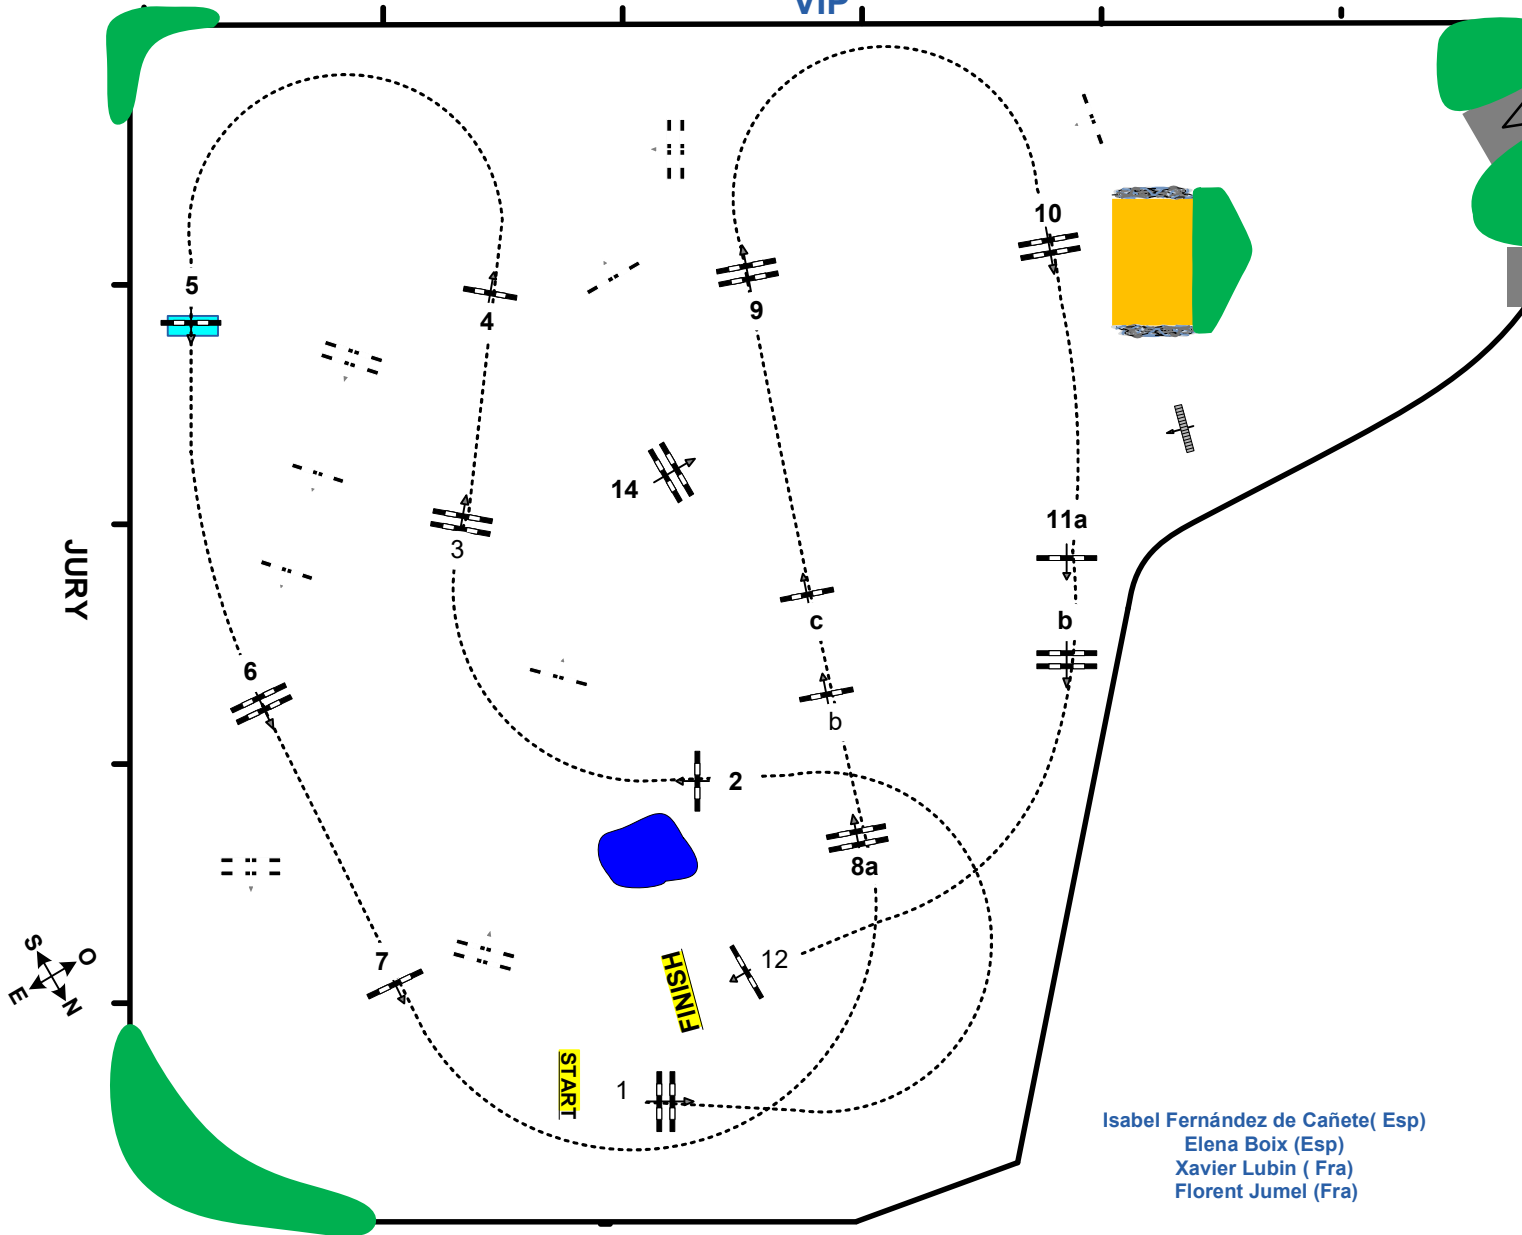 VIP
10
5
9
4
14
11a
3
JURY
c
b
6
b
2
8a
7
12
S
O
E
N
FINISH
START
1
Isabel Fernández de Cañete( Esp)
Elena Boix (Esp)
Xavier Lubin ( Fra)
Florent Jumel (Fra)